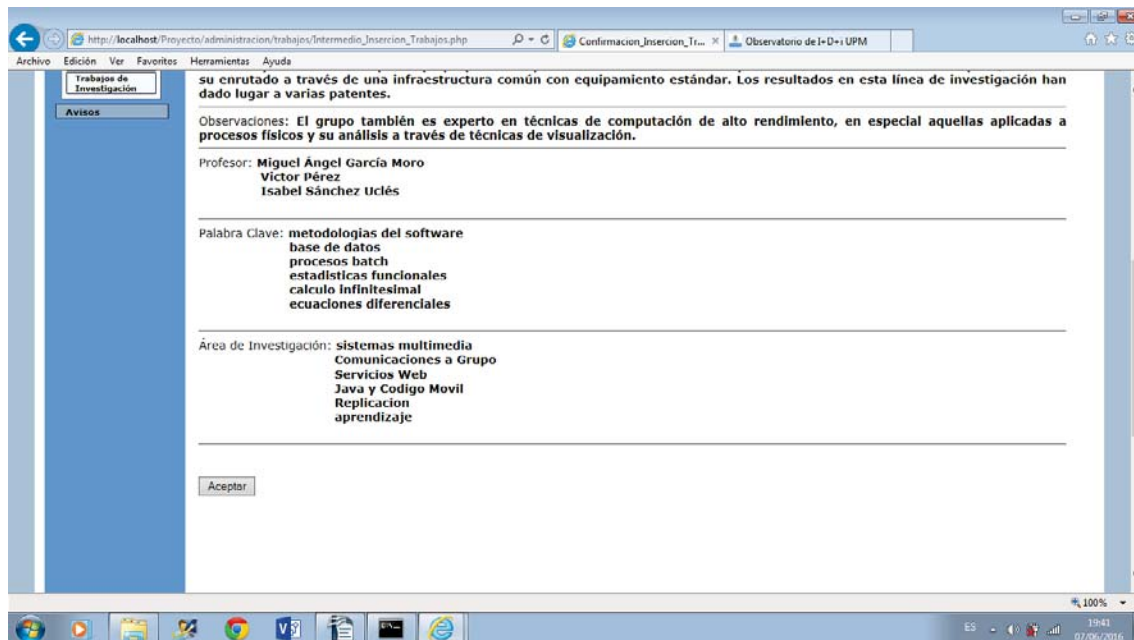 http://localhost/Proyecto/administracion/trabajos/Intermedio_Insercion_Trabajos.php
Confirmacion_Insercion_Tr...
Observatorio de I+D+i UPM
Archivo Edición Ver Favoritos Herramientas Ayuda
Trabajos de
Investigación
Avisos
su enrutado a través de una infraestructura común con equipamiento estándar. Los resultados en esta línea de investigación han
dado lugar a varias patentes.
Observaciones: El grupo también es experto en técnicas de computación de alto rendimiento, en especial aquellas aplicadas a
procesos físicos y su análisis a través de técnicas de visualización.
Profesor: Miguel Ángel García Moro
Victor Pérez
Isabel Sánchez Uclés
Palabra Clave: metodologias del software
base de datos
procesos batch
estadisticas funcionales
calculo infinitesimal
ecuaciones diferenciales
Área de Investigación: sistemas multimedia
Comunicaciones a Grupo
Servicios Web
Java y Codigo Movil
Replicacion
aprendizaje
Aceptar
100%
ES
19:41
07/06/2016